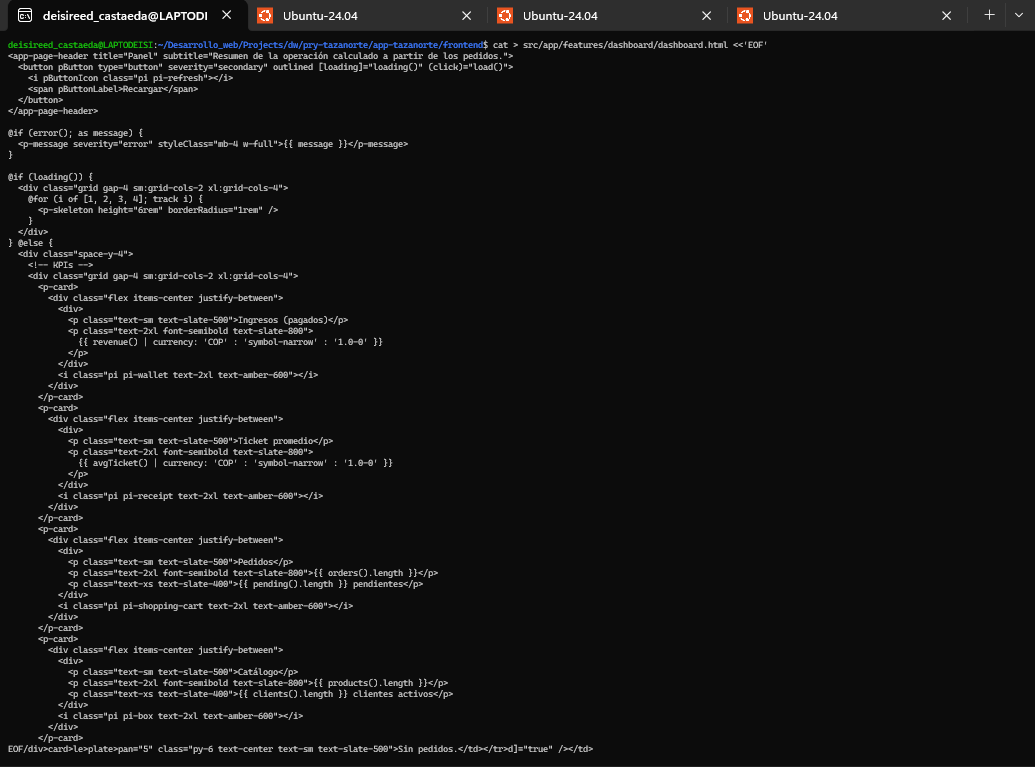 deisireed_castaeda@LAPTODI
Ubuntu-24.04
Ubuntu-24.04
Ubuntu-24.04
deisireed_castaeda@LAPTODEISI:~/Desarrollo_web/Projects/dw/pry-tazanorte/app-tazanorte/frontend$ cat > src/app/features/dashboard/dashboard.html <<'EOF'
<app-page-header title="Panel" subtitle="Resumen de la operación calculado a partir de los pedidos.">
  <button pButton type="button" severity="secondary" outlined [loading]="loading()" (click)="load()">
    <i pButtonIcon class="pi pi-refresh"></i>
    <span pButtonLabel>Recargar</span>
  </button>
</app-page-header>

@if (error(); as message) {
  <p-message severity="error" styleClass="mb-4 w-full">{{ message }}</p-message>
}

@if (loading()) {
  <div class="grid gap-4 sm:grid-cols-2 xl:grid-cols-4">
    @for (i of [1, 2, 3, 4]; track i) {
      <p-skeleton height="6rem" borderRadius="1rem" />
    }
  </div>
} @else {
  <div class="space-y-4">
    <!-- KPIs -->
    <div class="grid gap-4 sm:grid-cols-2 xl:grid-cols-4">
      <p-card>
        <div class="flex items-center justify-between">
          <div>
            <p class="text-sm text-slate-500">Ingresos (pagados)</p>
            <p class="text-2xl font-semibold text-slate-800">
              {{ revenue() | currency: 'COP' : 'symbol-narrow' : '1.0-0' }}
            </p>
          </div>
          <i class="pi pi-wallet text-2xl text-amber-600"></i>
        </div>
      </p-card>
      <p-card>
        <div class="flex items-center justify-between">
          <div>
            <p class="text-sm text-slate-500">Ticket promedio</p>
            <p class="text-2xl font-semibold text-slate-800">
              {{ avgTicket() | currency: 'COP' : 'symbol-narrow' : '1.0-0' }}
            </p>
          </div>
          <i class="pi pi-receipt text-2xl text-amber-600"></i>
        </div>
      </p-card>
      <p-card>
        <div class="flex items-center justify-between">
          <div>
            <p class="text-sm text-slate-500">Pedidos</p>
            <p class="text-2xl font-semibold text-slate-800">{{ orders().length }}</p>
            <p class="text-xs text-slate-400">{{ pending().length }} pendientes</p>
          </div>
          <i class="pi pi-shopping-cart text-2xl text-amber-600"></i>
        </div>
      </p-card>
      <p-card>
        <div class="flex items-center justify-between">
          <div>
            <p class="text-sm text-slate-500">Catálogo</p>
            <p class="text-2xl font-semibold text-slate-800">{{ products().length }}</p>
            <p class="text-xs text-slate-400">{{ clients().length }} clientes activos</p>
          </div>
          <i class="pi pi-box text-2xl text-amber-600"></i>
        </div>
      </p-card>
EOF/div>card>le>plate>pan="5" class="py-6 text-center text-sm text-slate-500">Sin pedidos.</td></tr>d]="true" /></td>